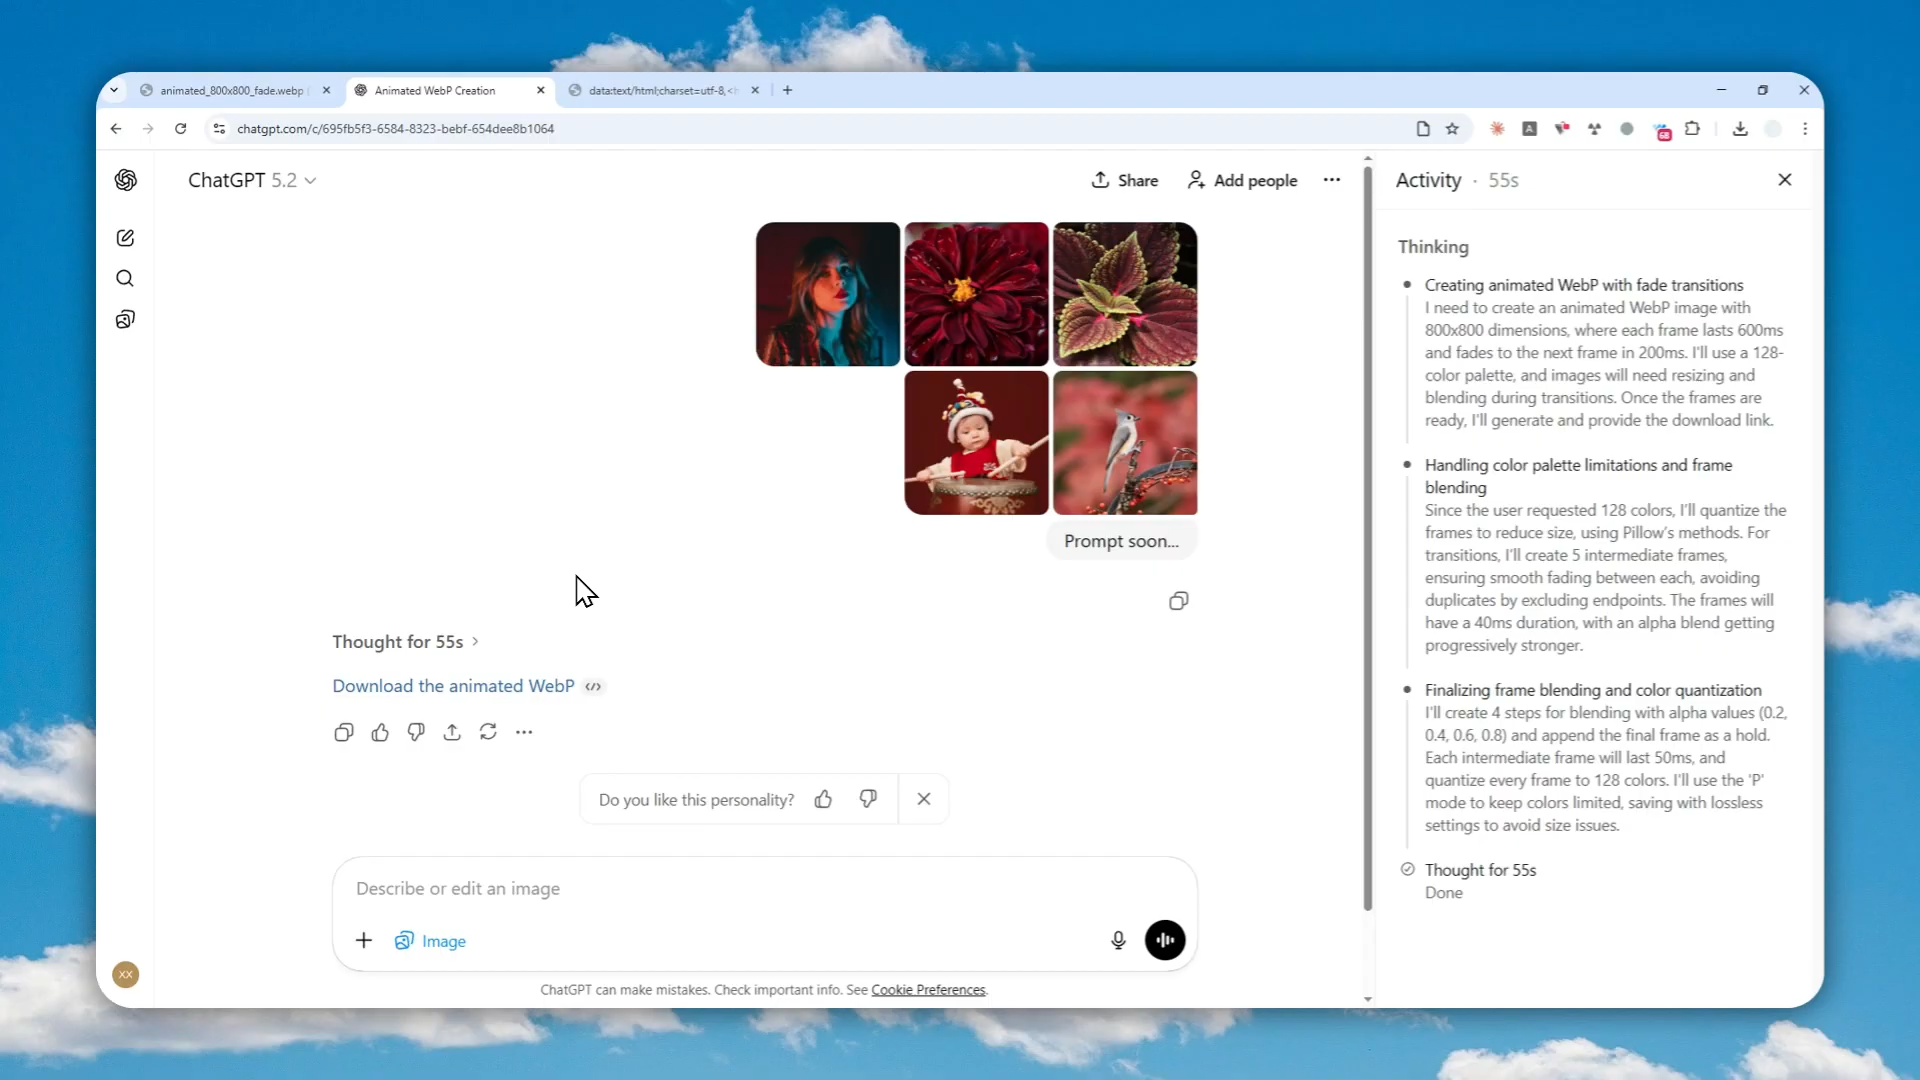 animated_800x800_fade.webp
Animated WebP Creation
data:text/html;charset=utf-8,<h
chatgpt.com/c/695fb5f3-6584-8323-bebf-654dee8b1064
A
68
ChatGPT 5.2
Share
Add people
Activity · 55s
Prompt soon...
Thought for 55s
Download the animated WebP
Do you like this personality?
Describe or edit an image
Image
XX
ChatGPT can make mistakes. Check important info. See Cookie Preferences.
Thinking
Creating animated WebP with fade transitions
I need to create an animated WebP image with
800x800 dimensions, where each frame lasts 600ms
and fades to the next frame in 200ms. I'll use a 128-
color palette, and images will need resizing and
blending during transitions. Once the frames are
ready, I'll generate and provide the download link.
Handling color palette limitations and frame
blending
Since the user requested 128 colors, I'll quantize the
frames to reduce size, using Pillow's methods. For
transitions, I'll create 5 intermediate frames,
ensuring smooth fading between each, avoiding
duplicates by excluding endpoints. The frames will
have a 40ms duration, with an alpha blend getting
progressively stronger.
Finalizing frame blending and color quantization
I'll create 4 steps for blending with alpha values (0.2,
0.4, 0.6, 0.8) and append the final frame as a hold.
Each intermediate frame will last 50ms, and
quantize every frame to 128 colors. I'll use the 'P'
mode to keep colors limited, saving with lossless
settings to avoid size issues.
Thought for 55s
Done